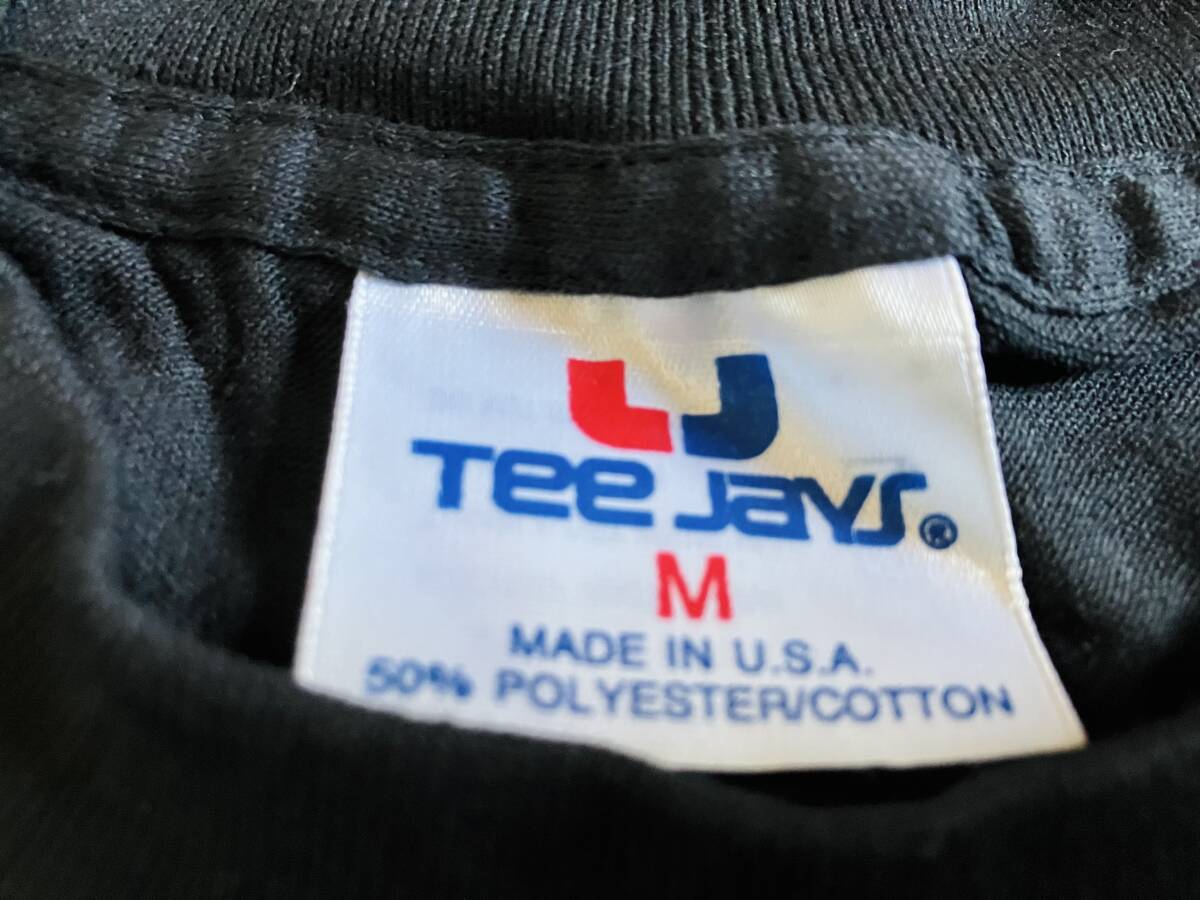 Tee Jays®
M
MADE IN U.S.A.
50% POLYESTER/COTTON